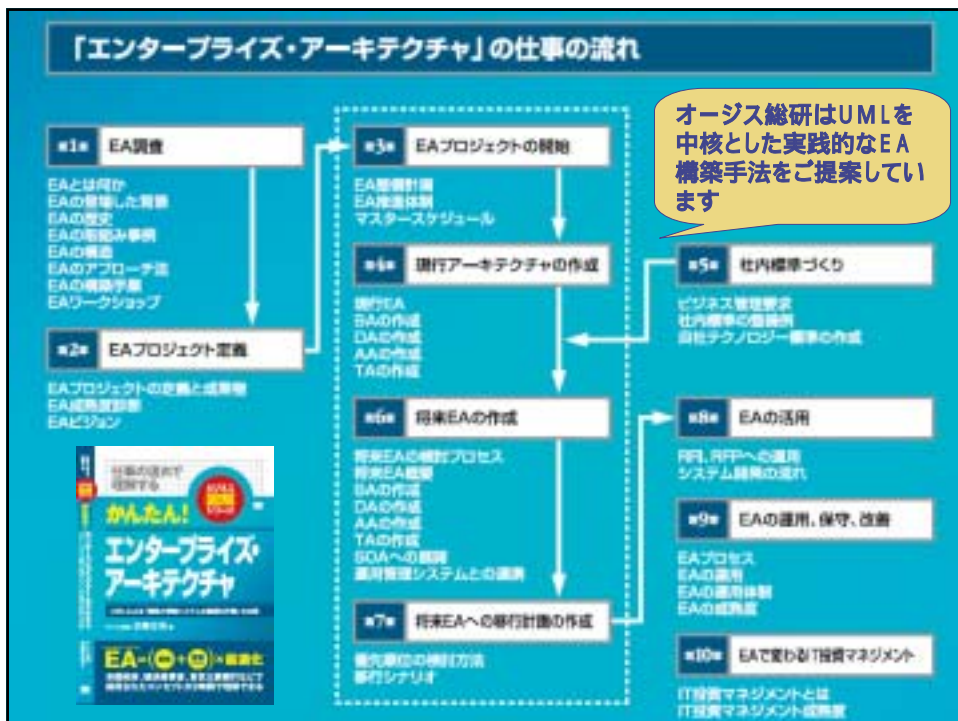 「エンタープライズ・アーキテクチャ」の仕事の流れ
オージス総研はUMLを
中核とした実践的なEA
構築手法をご提案してい
ます
第1章 EA調査
EAとは何か
EAの登場した背景
EAの歴史
EAの取組み事例
EAの構造
EAのアプローチ法
EAの構築手順
EAワークショップ
第2章 EAプロジェクト定義
EAプロジェクトの定義と成果物
EA成熟度診断
EAビジョン
第3章 EAプロジェクトの開始
EA整備計画
EA推進体制
マスタースケジュール
第4章 現行アーキテクチャの作成
現行EA
BAの作成
DAの作成
AAの作成
TAの作成
第5章 社内標準づくり
ビジネス管理要求
社内標準の整備例
自社テクノロジー標準の作成
第6章 将来EAの作成
将来EAの検討プロセス
将来EA概要
BAの作成
DAの作成
AAの作成
TAの作成
SOAへの展開
運用管理システムとの連携
第7章 将来EAへの移行計画の作成
優先順位の検討方法
移行シナリオ
第8章 EAの活用
RFI、RFPへの適用
システム開発の流れ
第9章 EAの運用、保守、改善
EAプロセス
EAの運用
EAの運用体制
EAの成熟度
第10章 EAで変わるIT投資マネジメント
IT投資マネジメントとは
IT投資マネジメント成熟度
仕事の流れで
理解する
かんたん!
エンタープライズ・
アーキテクチャ